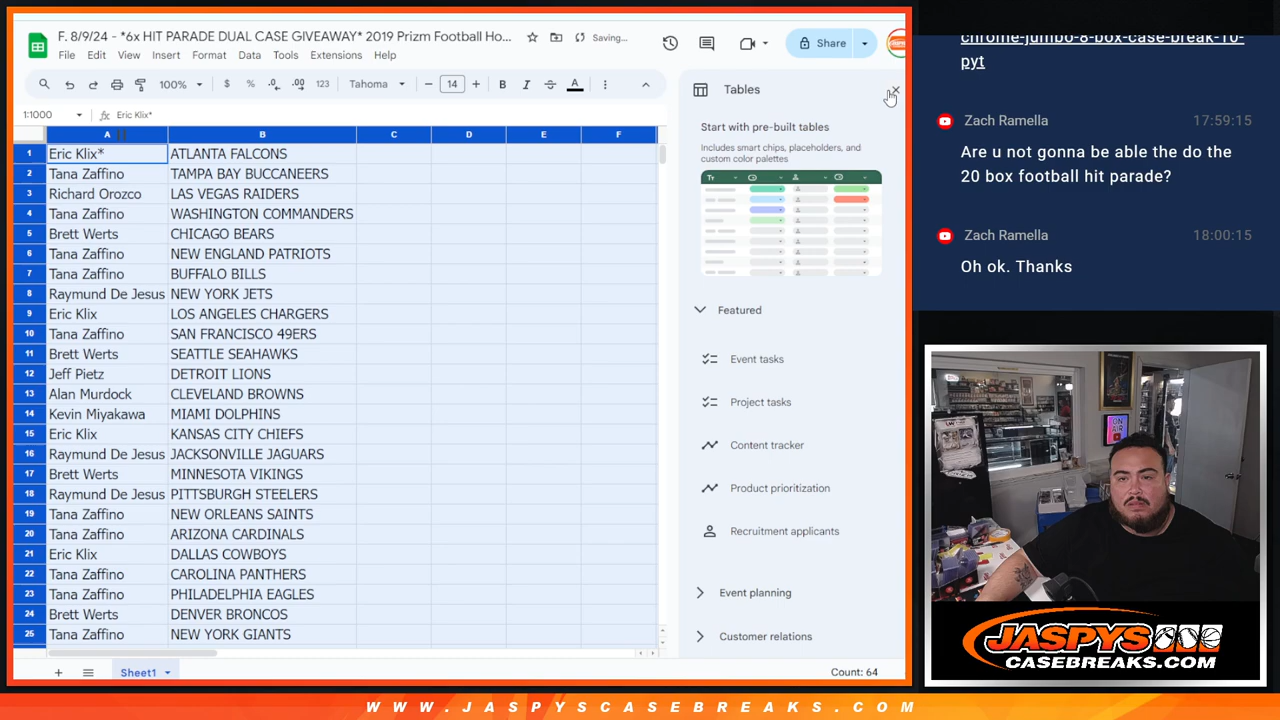 F. 8/9/24 - *6x HIT PARADE DUAL CASE GIVEAWAY* 2019 Prizm Football Ho...
Saving...
File Edit View Insert Format Data Tools Extensions Help
Share
100% $ % .0 .00 123 Tahoma 14 B I A
1:1000 fx Eric Klix*
A B C D E F
1 Eric Klix* ATLANTA FALCONS
2 Tana Zaffino TAMPA BAY BUCCANEERS
3 Richard Orozco LAS VEGAS RAIDERS
4 Tana Zaffino WASHINGTON COMMANDERS
5 Brett Werts CHICAGO BEARS
6 Tana Zaffino NEW ENGLAND PATRIOTS
7 Tana Zaffino BUFFALO BILLS
8 Raymund De Jesus NEW YORK JETS
9 Eric Klix LOS ANGELES CHARGERS
10 Tana Zaffino SAN FRANCISCO 49ERS
11 Brett Werts SEATTLE SEAHAWKS
12 Jeff Pietz DETROIT LIONS
13 Alan Murdock CLEVELAND BROWNS
14 Kevin Miyakawa MIAMI DOLPHINS
15 Eric Klix KANSAS CITY CHIEFS
16 Raymund De Jesus JACKSONVILLE JAGUARS
17 Brett Werts MINNESOTA VIKINGS
18 Raymund De Jesus PITTSBURGH STEELERS
19 Tana Zaffino NEW ORLEANS SAINTS
20 Tana Zaffino ARIZONA CARDINALS
21 Eric Klix DALLAS COWBOYS
22 Tana Zaffino CAROLINA PANTHERS
23 Tana Zaffino PHILADELPHIA EAGLES
24 Brett Werts DENVER BRONCOS
25 Tana Zaffino NEW YORK GIANTS
Sheet1
Count: 64
Tables
Start with pre-built tables
Includes smart chips, placeholders, and
custom color palettes
Featured
Event tasks
Project tasks
Content tracker
Product prioritization
Recruitment applicants
Event planning
Customer relations
chrome-jumbo-8-box-case-break-10-
pyt
Zach Ramella 17:59:15
Are u not gonna be able the do the
20 box football hit parade?
Zach Ramella 18:00:15
Oh ok. Thanks
ON
AIR
JASPYS
CASEBREAKS.COM
WWW.JASPYSCASEBREAKS.COM